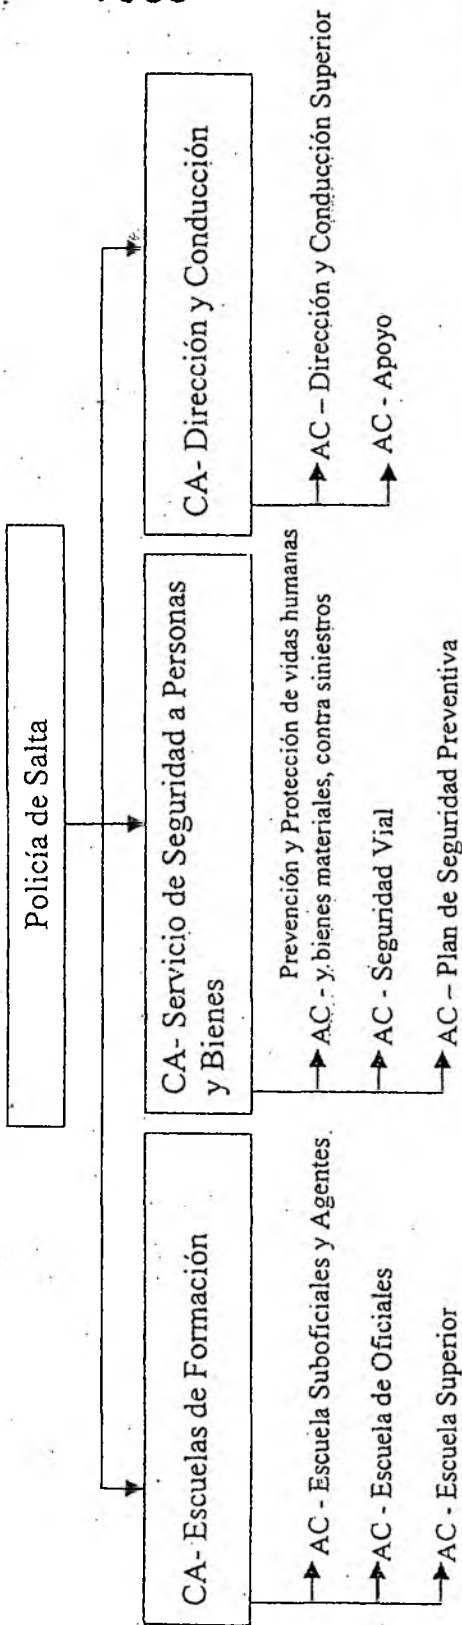 Policía de Salta
CA- Escuelas de Formación
AC - Escuela Suboficiales y Agentes.
AC - Escuela de Oficiales
AC - Escuela Superior
CA- Servicio de Seguridad a Personas
y Bienes
Prevención y Protección de vidas humanas
AC - y bienes materiales, contra siniestros
AC - Seguridad Vial
AC – Plan de Seguridad Preventiva
CA- Dirección y Conducción
AC – Dirección y Conducción Superior
AC - Apoyo